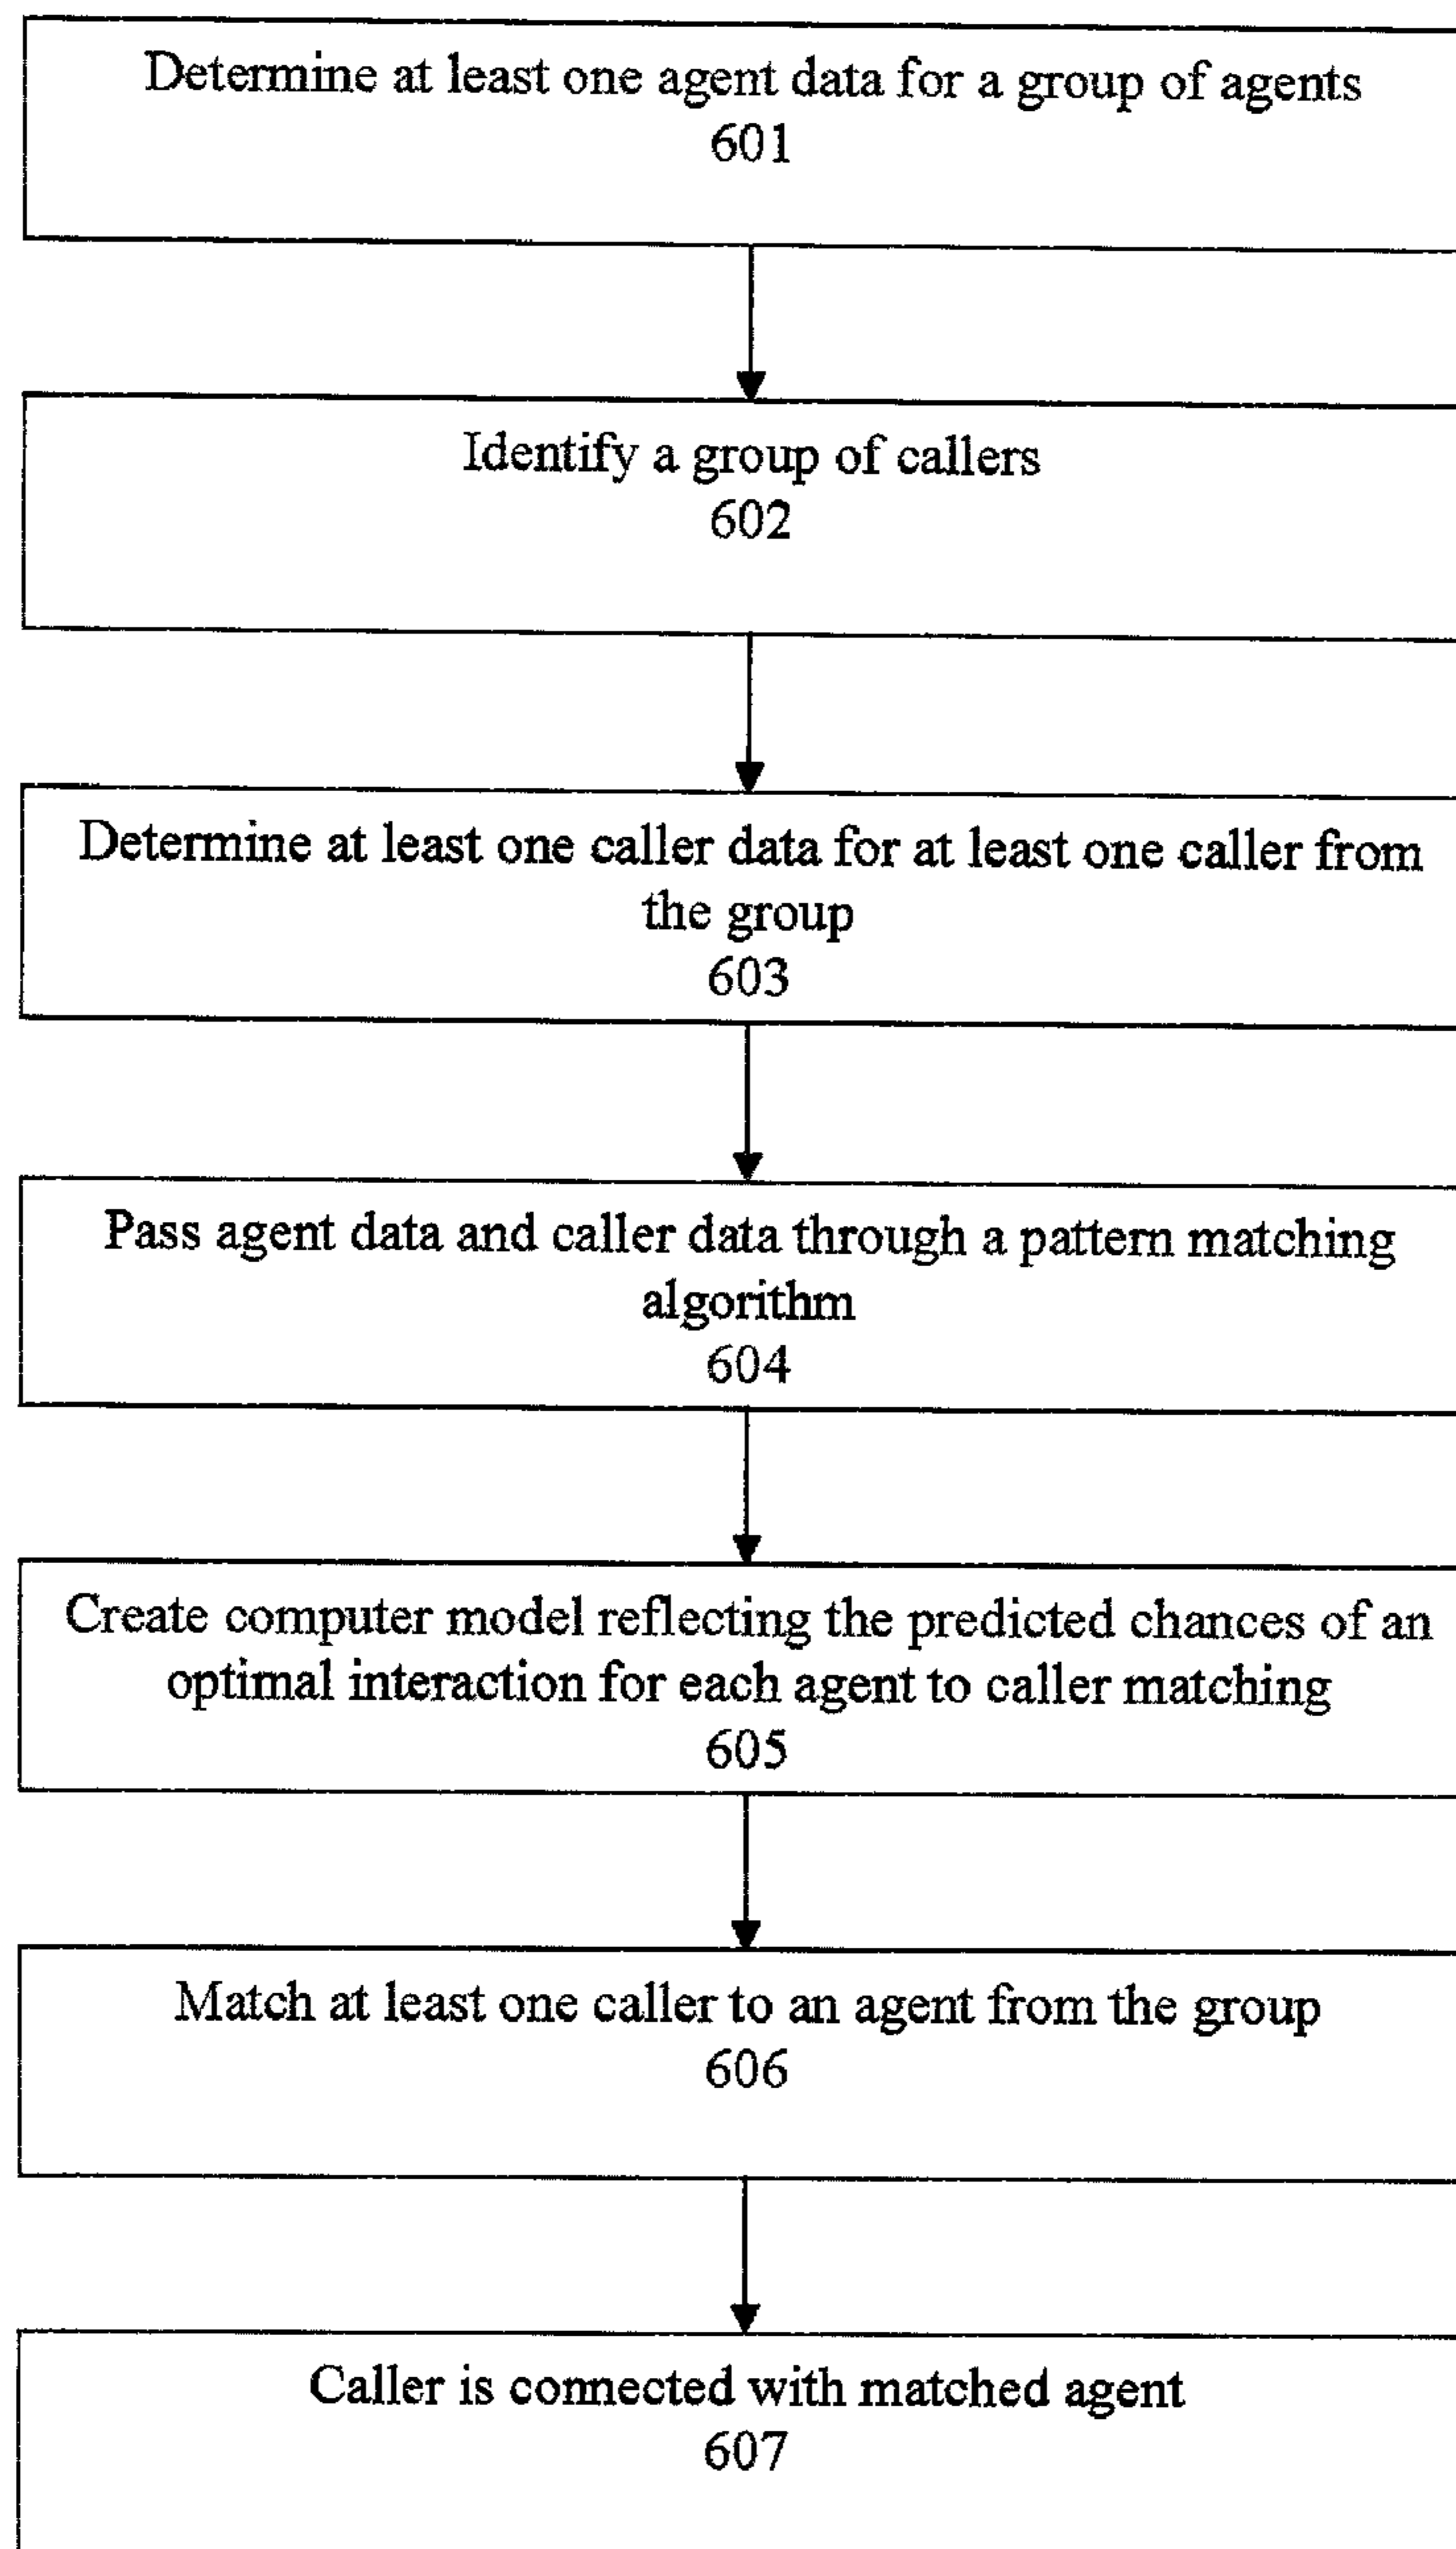 Determine at least one agent data for a group of agents
601
Identify a group of callers
602
Determine at least one caller data for at least one caller from
the group
603
Pass agent data and caller data through a pattern matching
algorithm
604
Create computer model reflecting the predicted chances of an
optimal interaction for each agent to caller matching
605
Match at least one caller to an agent from the group
606
Caller is connected with matched agent
607